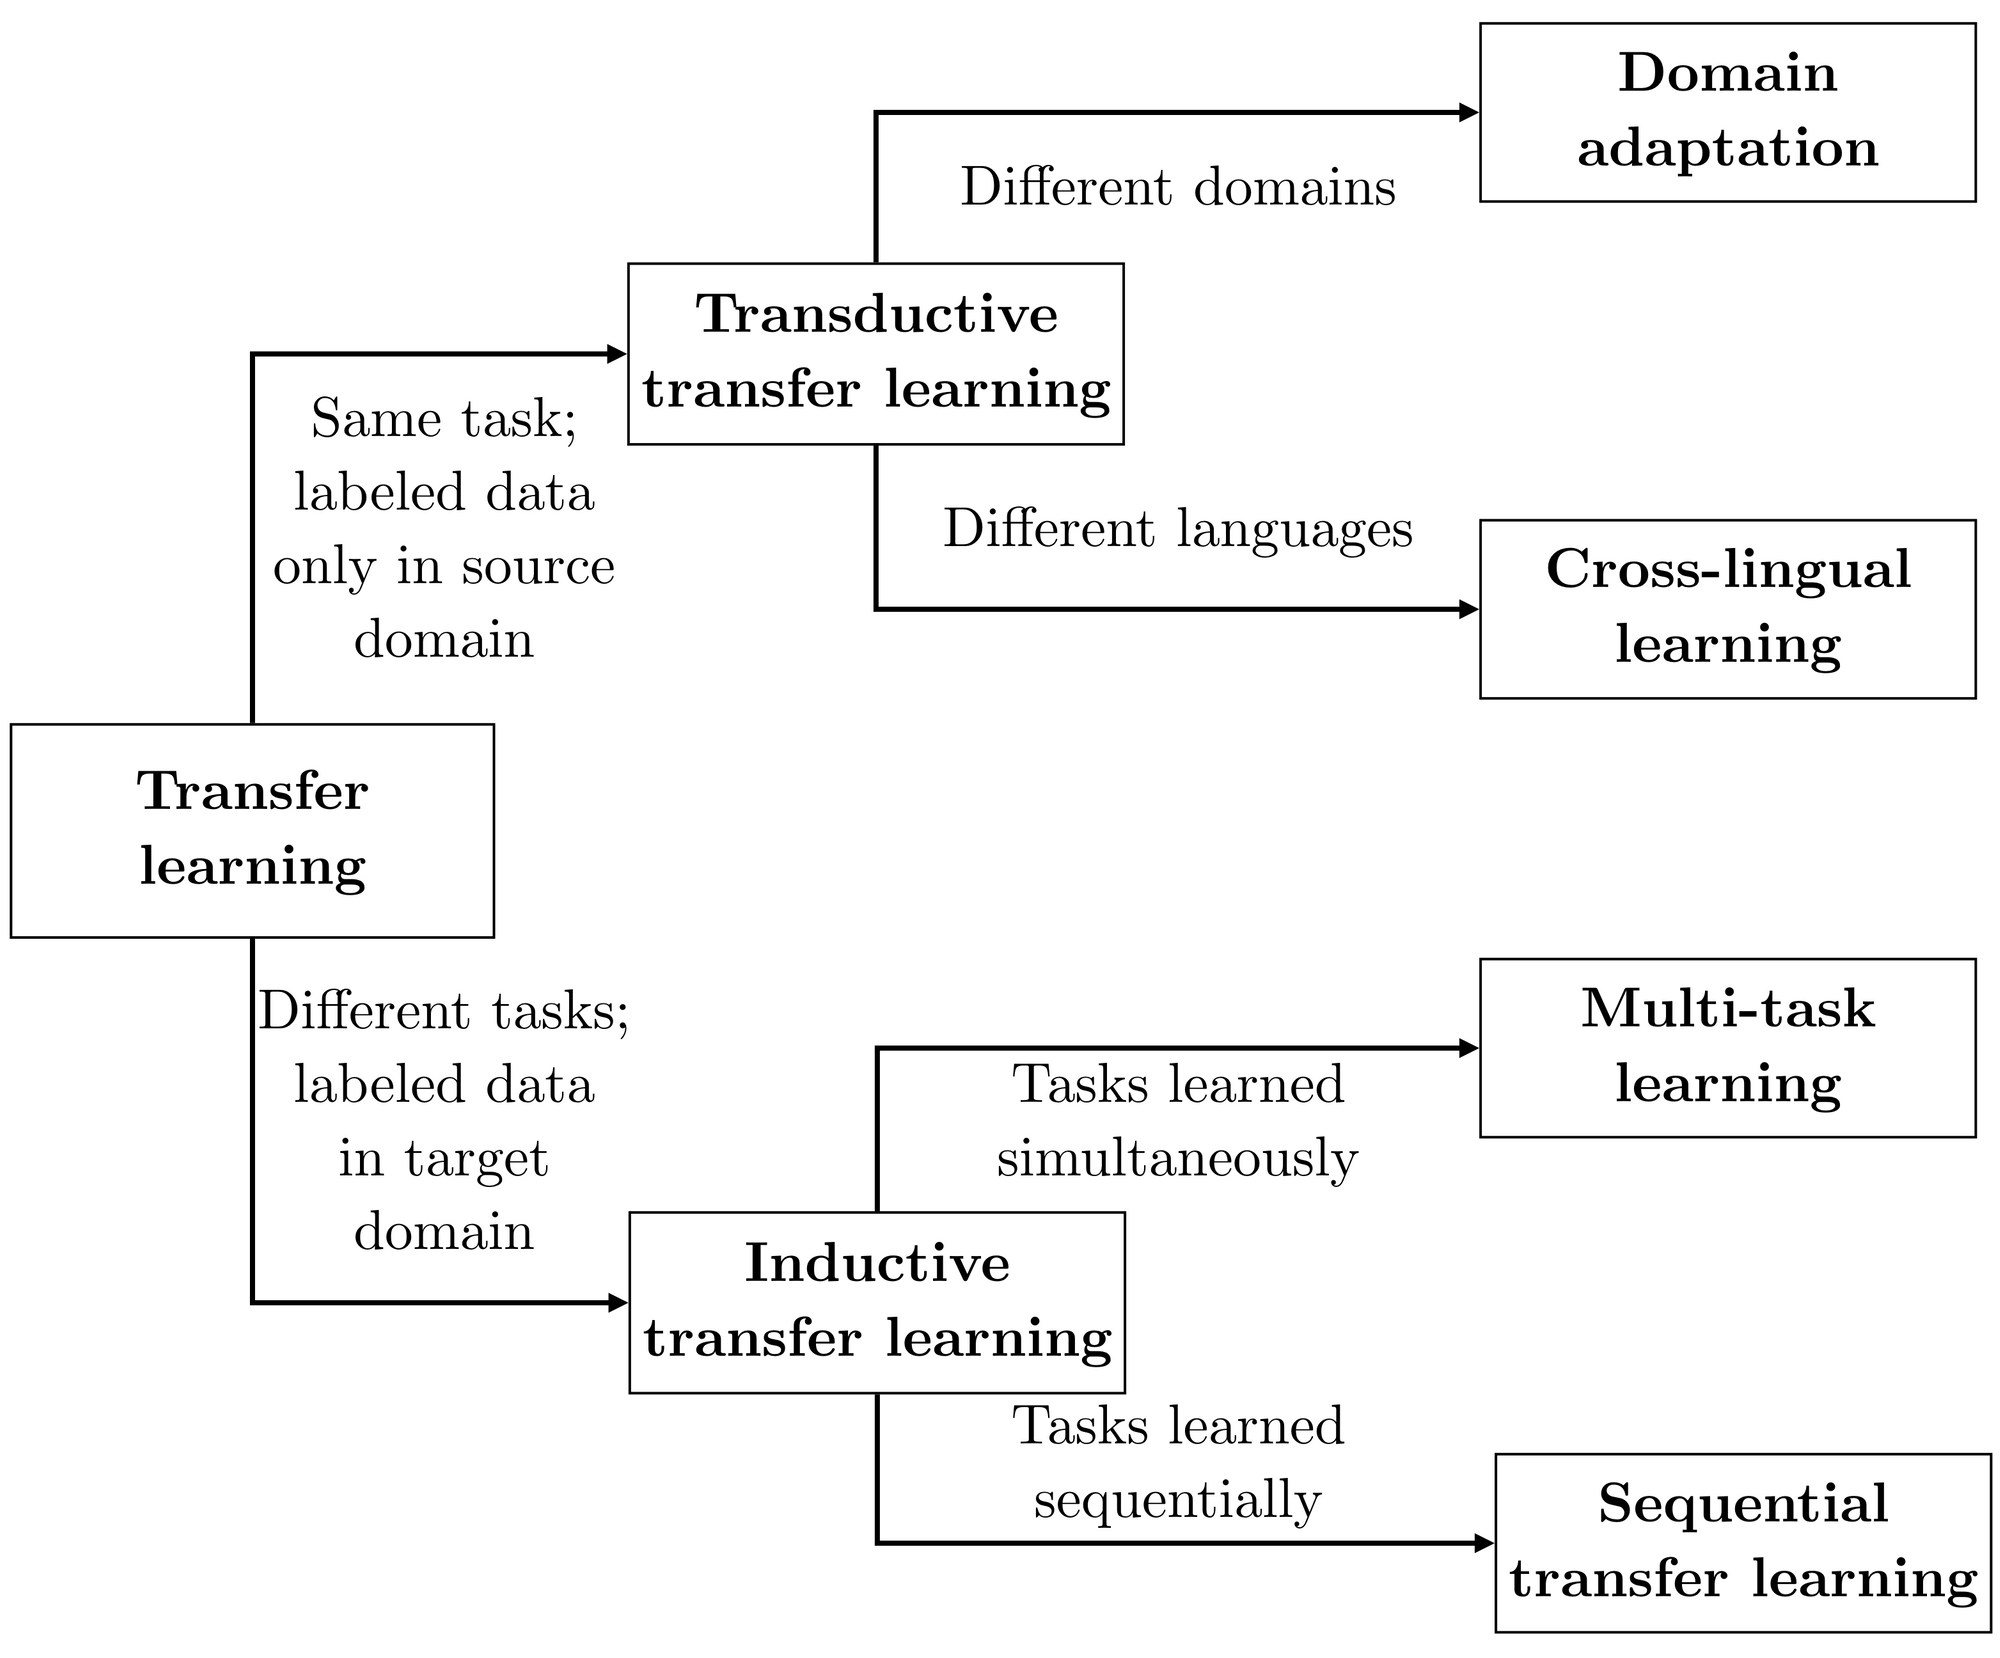 Domain
adaptation
Different domains
Transductive
transfer learning
Same task;
labeled data
only in source
domain
Different languages
Cross-lingual
learning
Transfer
learning
Different tasks;
labeled data
in target
domain
Multi-task
learning
Tasks learned
simultaneously
Inductive
transfer learning
Tasks learned
sequentially
Sequential
transfer learning